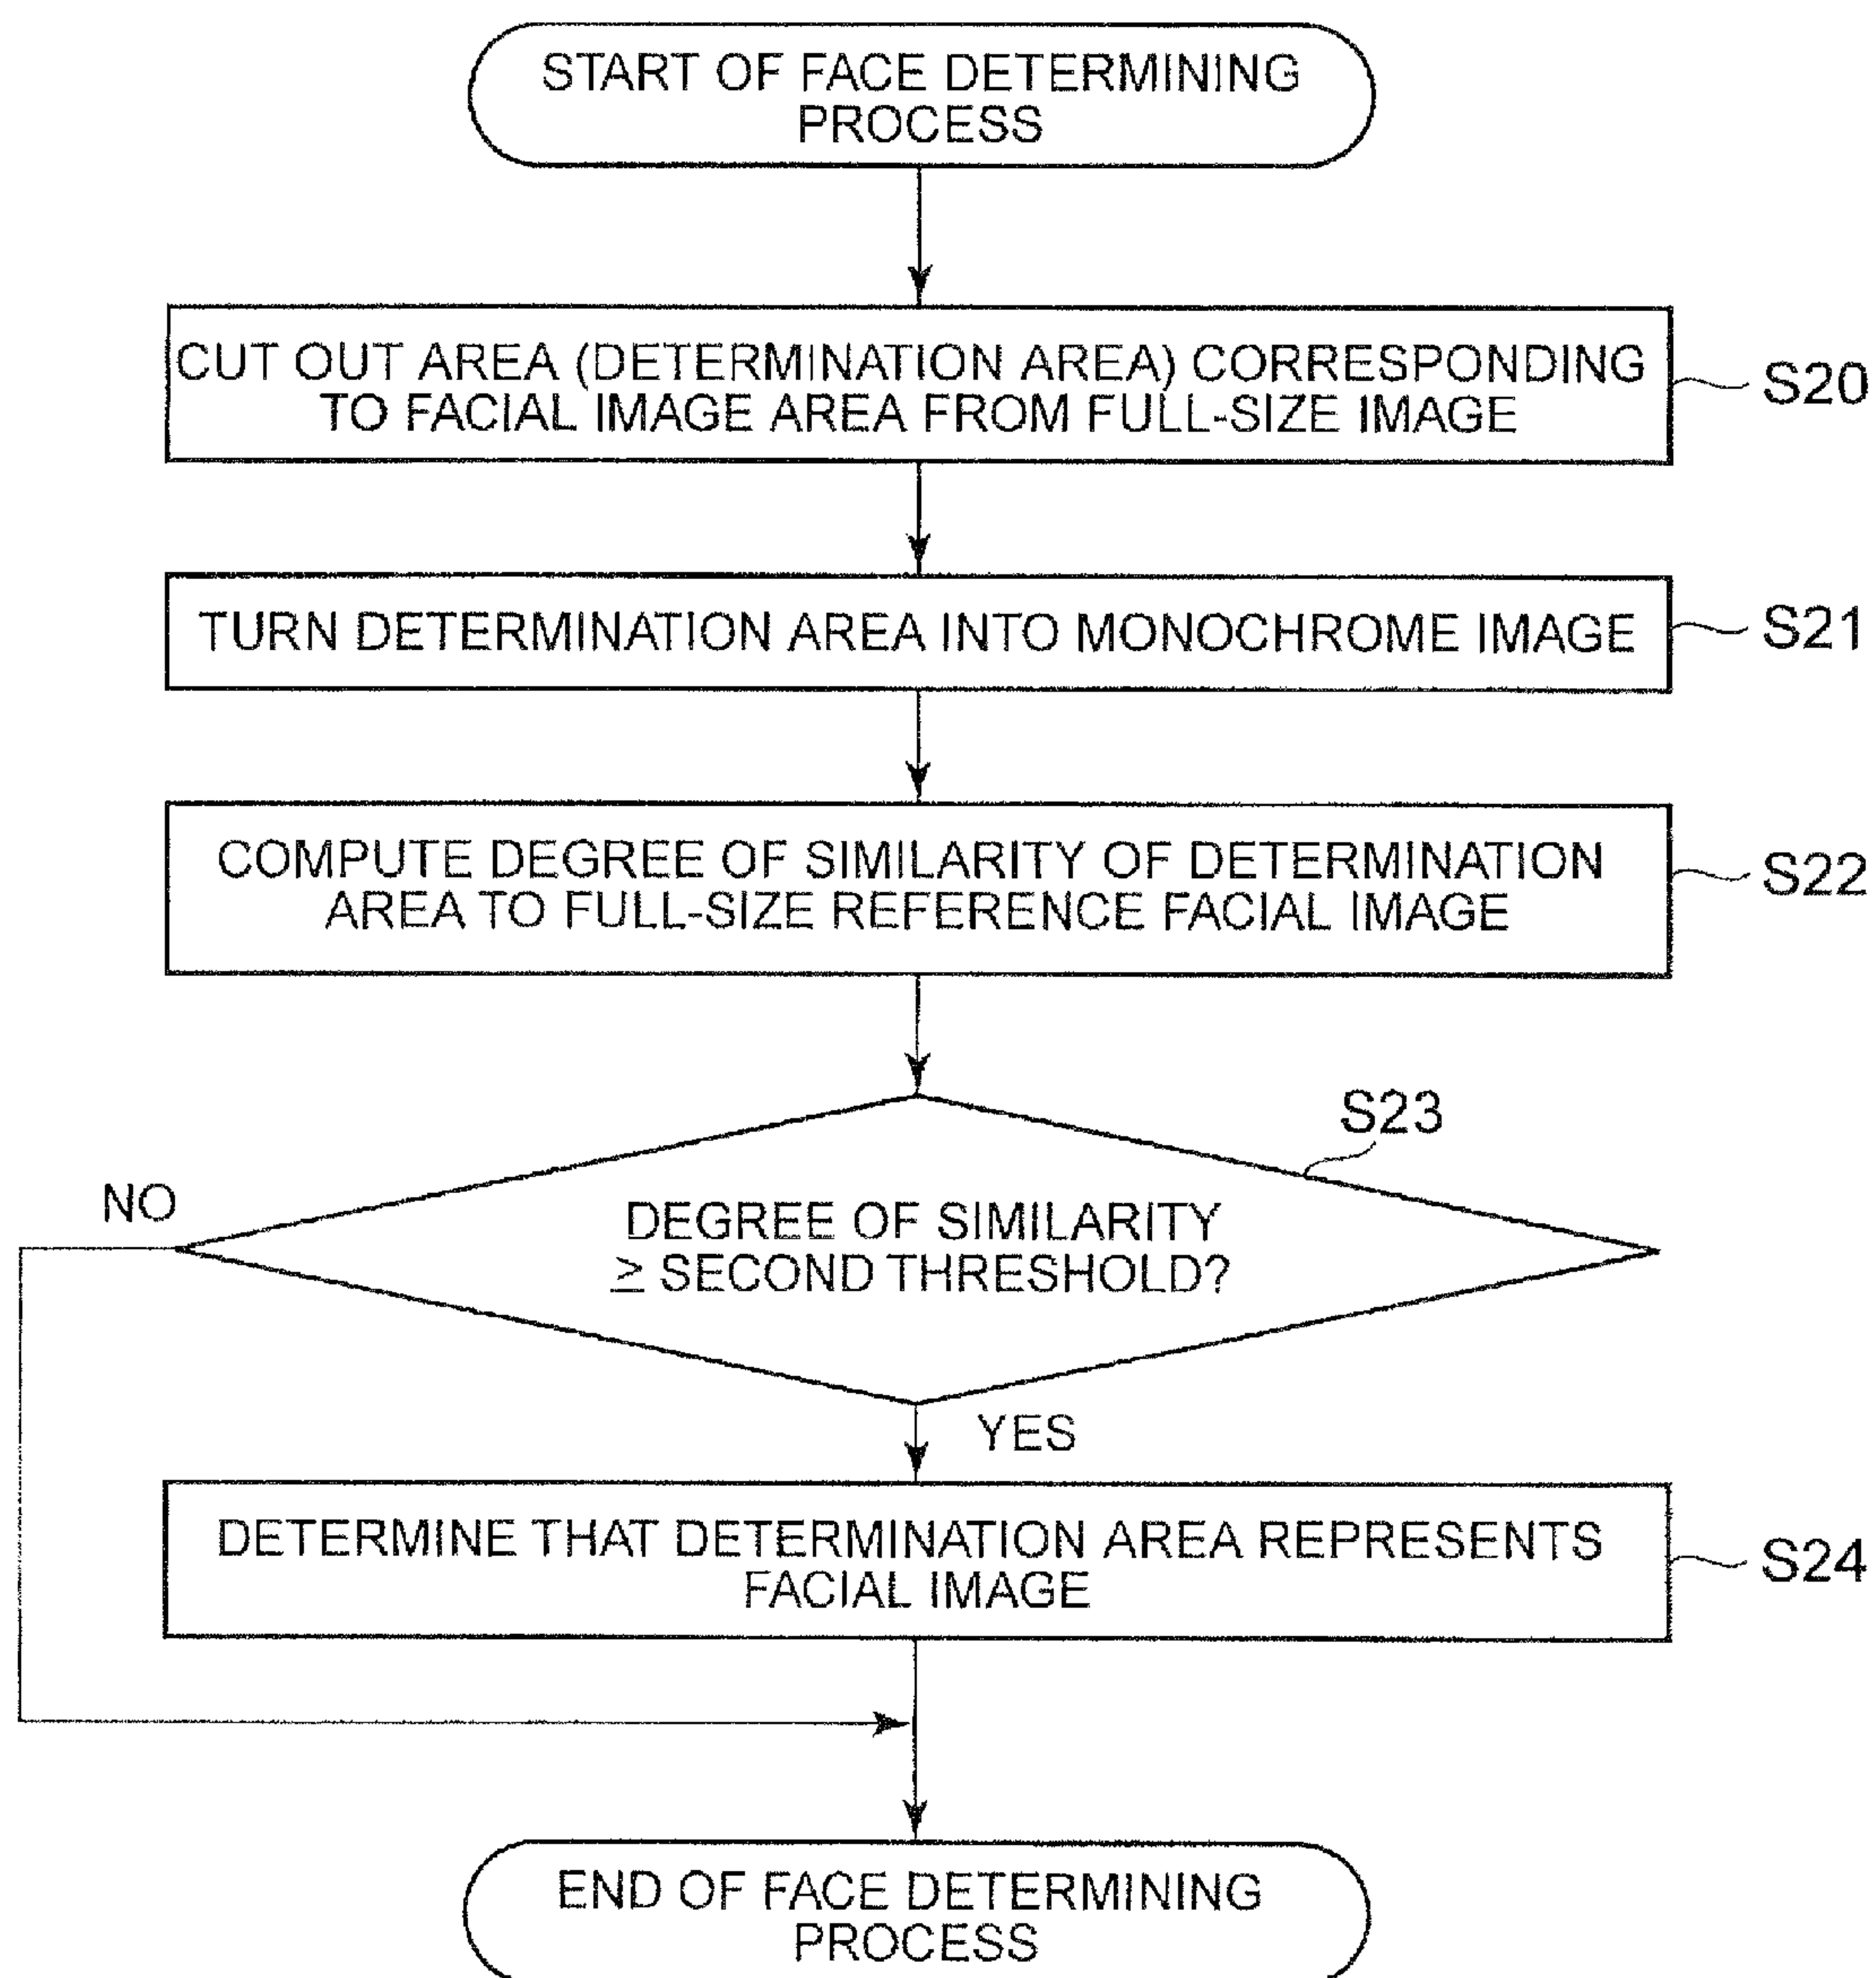 START OF FACE DETERMINING
PROCESS
CUT OUT AREA (DETERMINATION AREA) CORRESPONDING
TO FACIAL IMAGE AREA FROM FULL-SIZE IMAGE
S20
TURN DETERMINATION AREA INTO MONOCHROME IMAGE
S21
COMPUTE DEGREE OF SIMILARITY OF DETERMINATION
AREA TO FULL-SIZE REFERENCE FACIAL IMAGE
S22
S23
NO
DEGREE OF SIMILARITY
≥ SECOND THRESHOLD?
YES
DETERMINE THAT DETERMINATION AREA REPRESENTS
FACIAL IMAGE
S24
END OF FACE DETERMINING
PROCESS